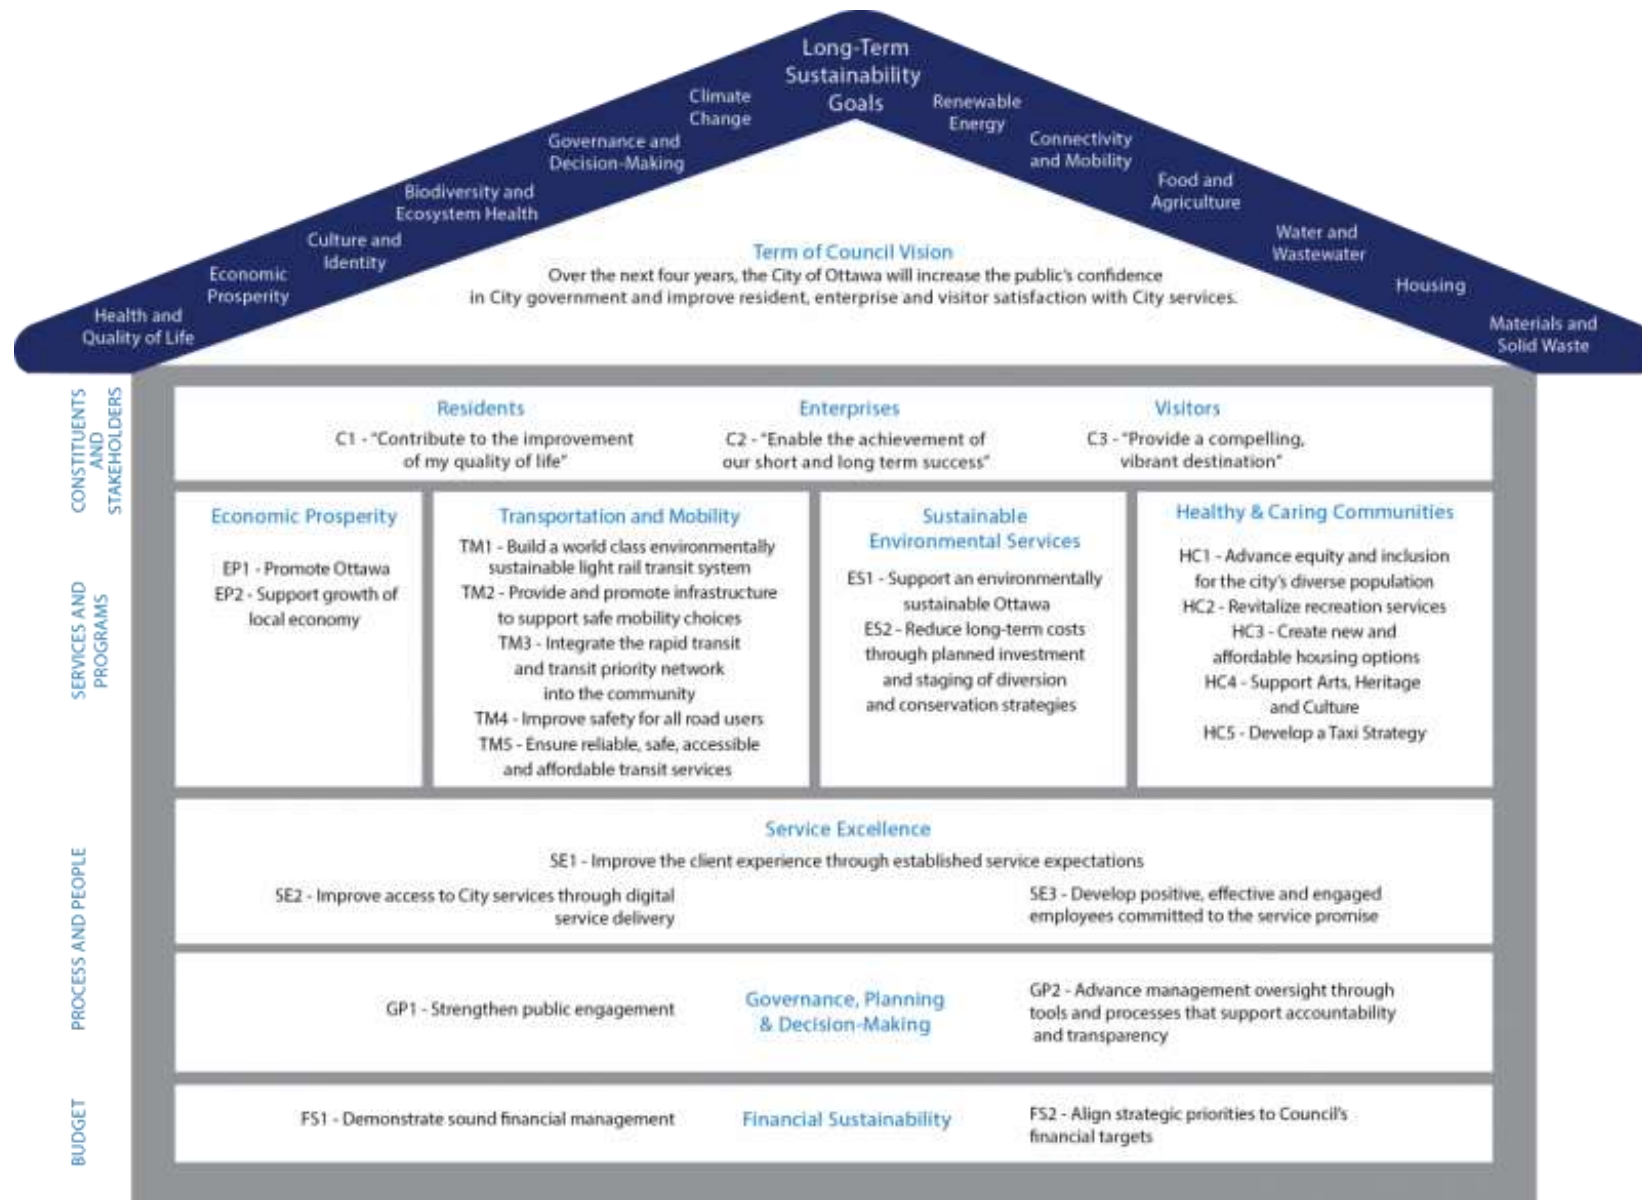 Long-Term
Sustainability
Goals
Climate
Change
Governance and
Decision-Making
Biodiversity and
Ecosystem Health
Culture and
Identity
Economic
Prosperity
Health and
Quality of Life
Renewable
Energy
Connectivity
and Mobility
Food and
Agriculture
Water and
Wastewater
Housing
Materials and
Solid Waste
Term of Council Vision
Over the next four years, the City of Ottawa will increase the public's confidence
in City government and improve resident, enterprise and visitor satisfaction with City services.
CONSTITUENTS
AND
STAKEHOLDERS
Residents
C1 - "Contribute to the improvement
of my quality of life"
Enterprises
C2 - "Enable the achievement of
our short and long term success"
Visitors
C3 - "Provide a compelling,
vibrant destination"
SERVICES AND
PROGRAMS
Economic Prosperity
EP1 - Promote Ottawa
EP2 - Support growth of
local economy
Transportation and Mobility
TM1 - Build a world class environmentally
sustainable light rail transit system
TM2 - Provide and promote infrastructure
to support safe mobility choices
TM3 - Integrate the rapid transit
and transit priority network
into the community
TM4 - Improve safety for all road users
TM5 - Ensure reliable, safe, accessible
and affordable transit services
Sustainable
Environmental Services
ES1 - Support an environmentally
sustainable Ottawa
ES2 - Reduce long-term costs
through planned investment
and staging of diversion
and conservation strategies
Healthy & Caring Communities
HC1 - Advance equity and inclusion
for the city's diverse population
HC2 - Revitalize recreation services
HC3 - Create new and
affordable housing options
HC4 - Support Arts, Heritage
and Culture
HC5 - Develop a Taxi Strategy
PROCESS AND PEOPLE
Service Excellence
SE1 - Improve the client experience through established service expectations
SE2 - Improve access to City services through digital
service delivery
SE3 - Develop positive, effective and engaged
employees committed to the service promise
GP1 - Strengthen public engagement
Governance, Planning
& Decision-Making
GP2 - Advance management oversight through
tools and processes that support accountability
and transparency
BUDGET
FS1 - Demonstrate sound financial management
Financial Sustainability
FS2 - Align strategic priorities to Council's
financial targets